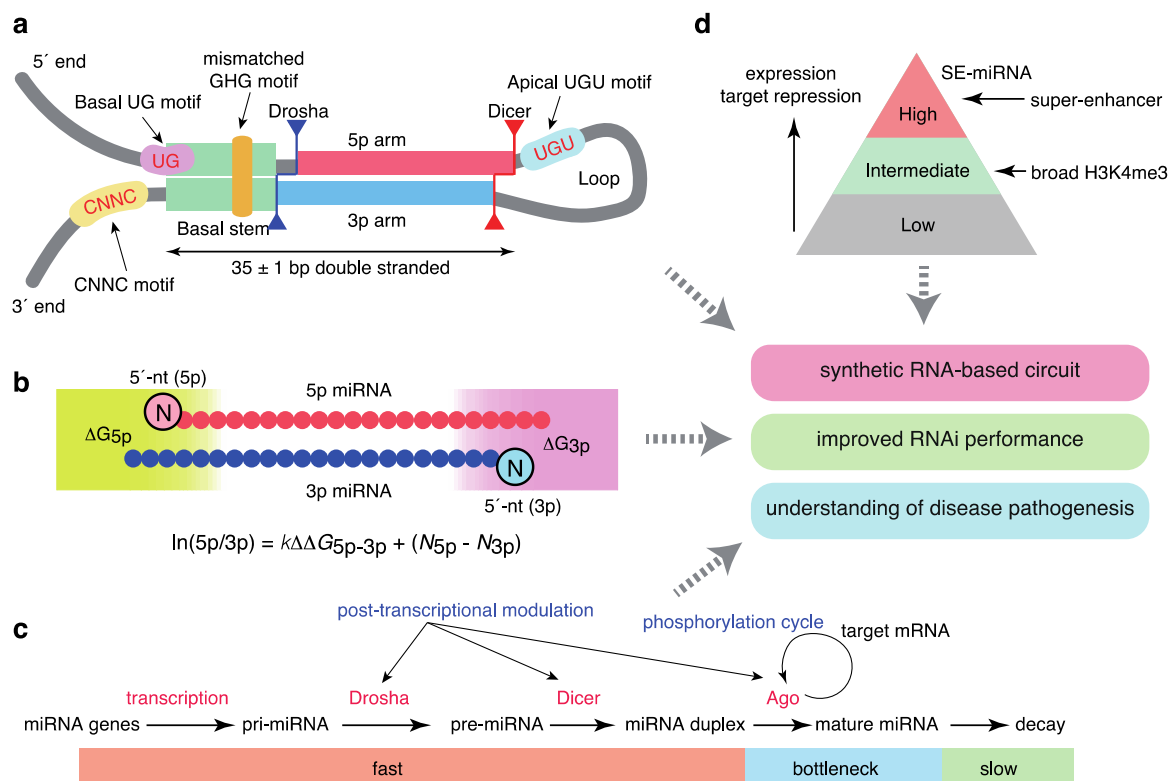 a
5´ end
Basal UG motif
mismatched
GHG motif
Drosha
Apical UGU motif
Dicer
5p arm
UG
UGU
Loop
CNNC
3p arm
Basal stem
35 ± 1 bp double stranded
CNNC motif
3´ end
d
expression
target repression
SE-miRNA
High
super-enhancer
Intermediate
broad H3K4me3
Low
synthetic RNA-based circuit
improved RNAi performance
understanding of disease pathogenesis
b
5´-nt (5p)
5p miRNA
N
ΔG5p
ΔG3p
N
3p miRNA
5´-nt (3p)
ln(5p/3p) = kΔΔG5p-3p + (N5p - N3p)
c
post-transcriptional modulation
phosphorylation cycle
target mRNA
transcription
Drosha
Dicer
Ago
miRNA genes
pri-miRNA
pre-miRNA
miRNA duplex
mature miRNA
decay
fast
bottleneck
slow